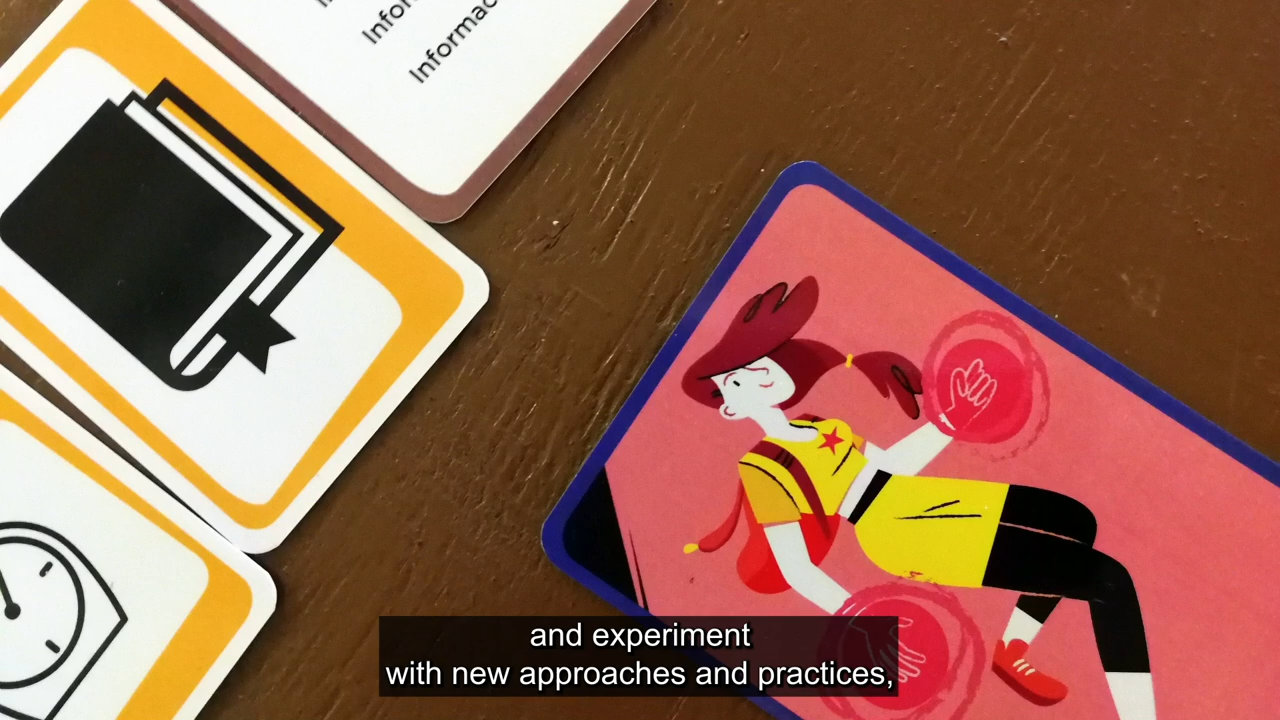 and experiment
with new approaches and practices,